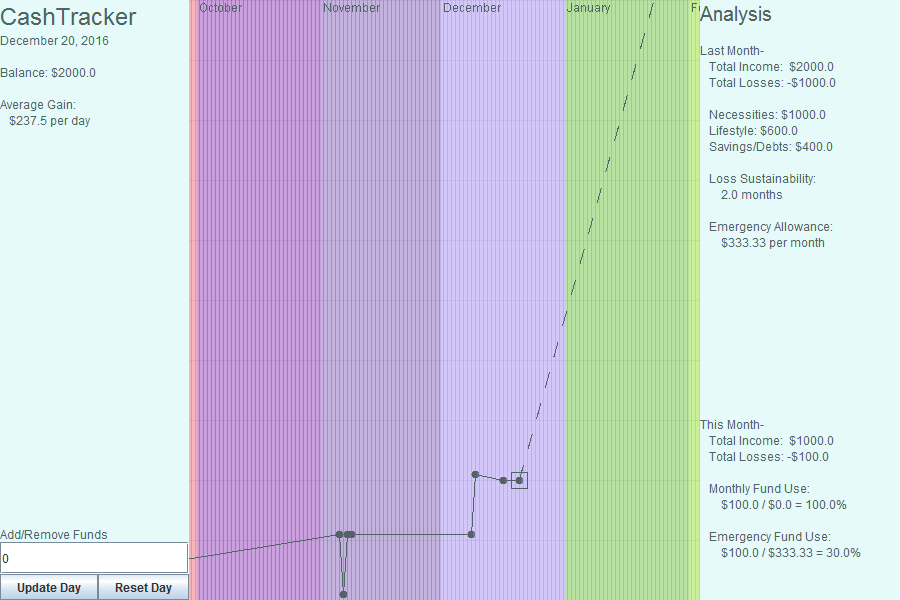 CashTracker
December 20, 2016
Balance: $2000.0
Average Gain:
$237.5 per day
Add/Remove Funds
0
Update Day
Reset Day
October
November
December
January
F
Analysis
Last Month-
Total Income: $2000.0
Total Losses: -$1000.0
Necessities: $1000.0
Lifestyle: $600.0
Savings/Debts: $400.0
Loss Sustainability:
2.0 months
Emergency Allowance:
$333.33 per month
This Month-
Total Income: $1000.0
Total Losses: -$100.0
Monthly Fund Use:
$100.0 / $0.0 = 100.0%
Emergency Fund Use:
$100.0 / $333.33 = 30.0%